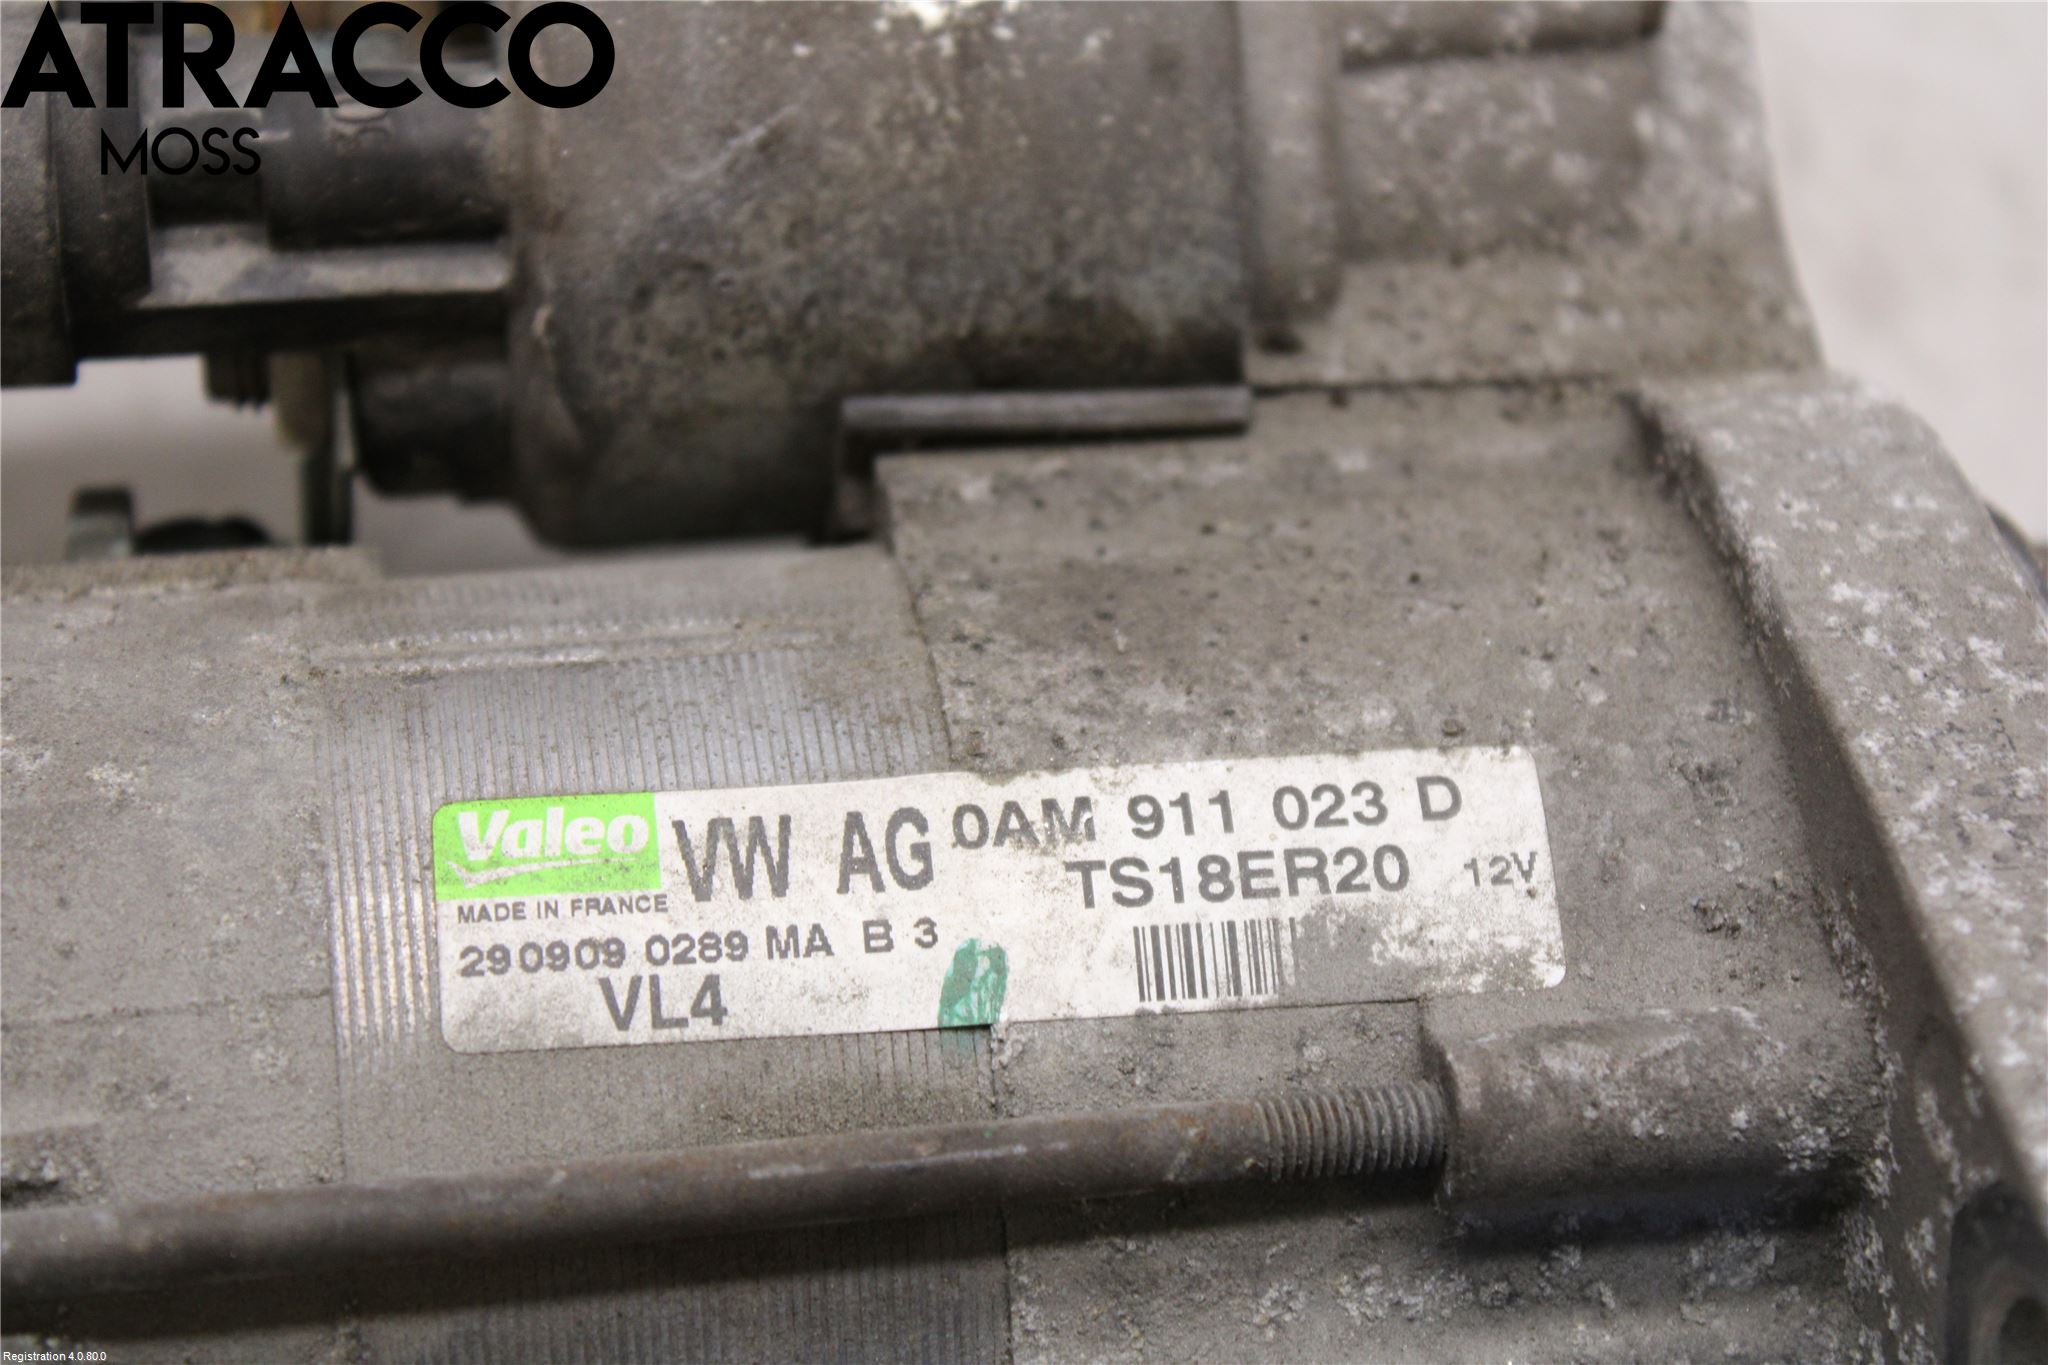 ATRACCO
MOSS
Valeo VW AG 0AM 911 023 D
TS18ER20 12V
MADE IN FRANCE
290909 0289 MA B 3
VL4
Registration 4.0.80.0